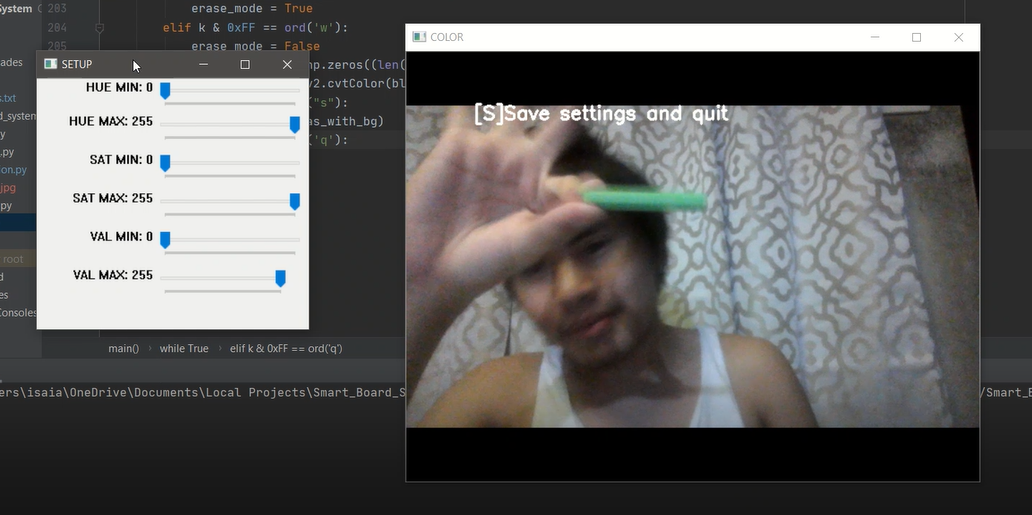 System
203
erase_mode = True
204
elif k & 0xFF == ord('w'):
205
erase_mode = False
COLOR
SETUP
HUE MIN: 0
HUE MAX: 255
SAT MIN: 0
SAT MAX: 255
VAL MIN: 0
VAL MAX: 255
[S]Save settings and quit
np.zeros((len(
v2.cvtColor(bl
("s"):
as_with_bg)
('q'):
ades
s.txt
d_system
y
.py
on.py
.jpg
py
root
d
es
Consoles
main() › while True › elif k & 0xFF == ord('q')
ers\isaia\OneDrive\Documents\Local Projects\Smart_Board_S
/Smart_B